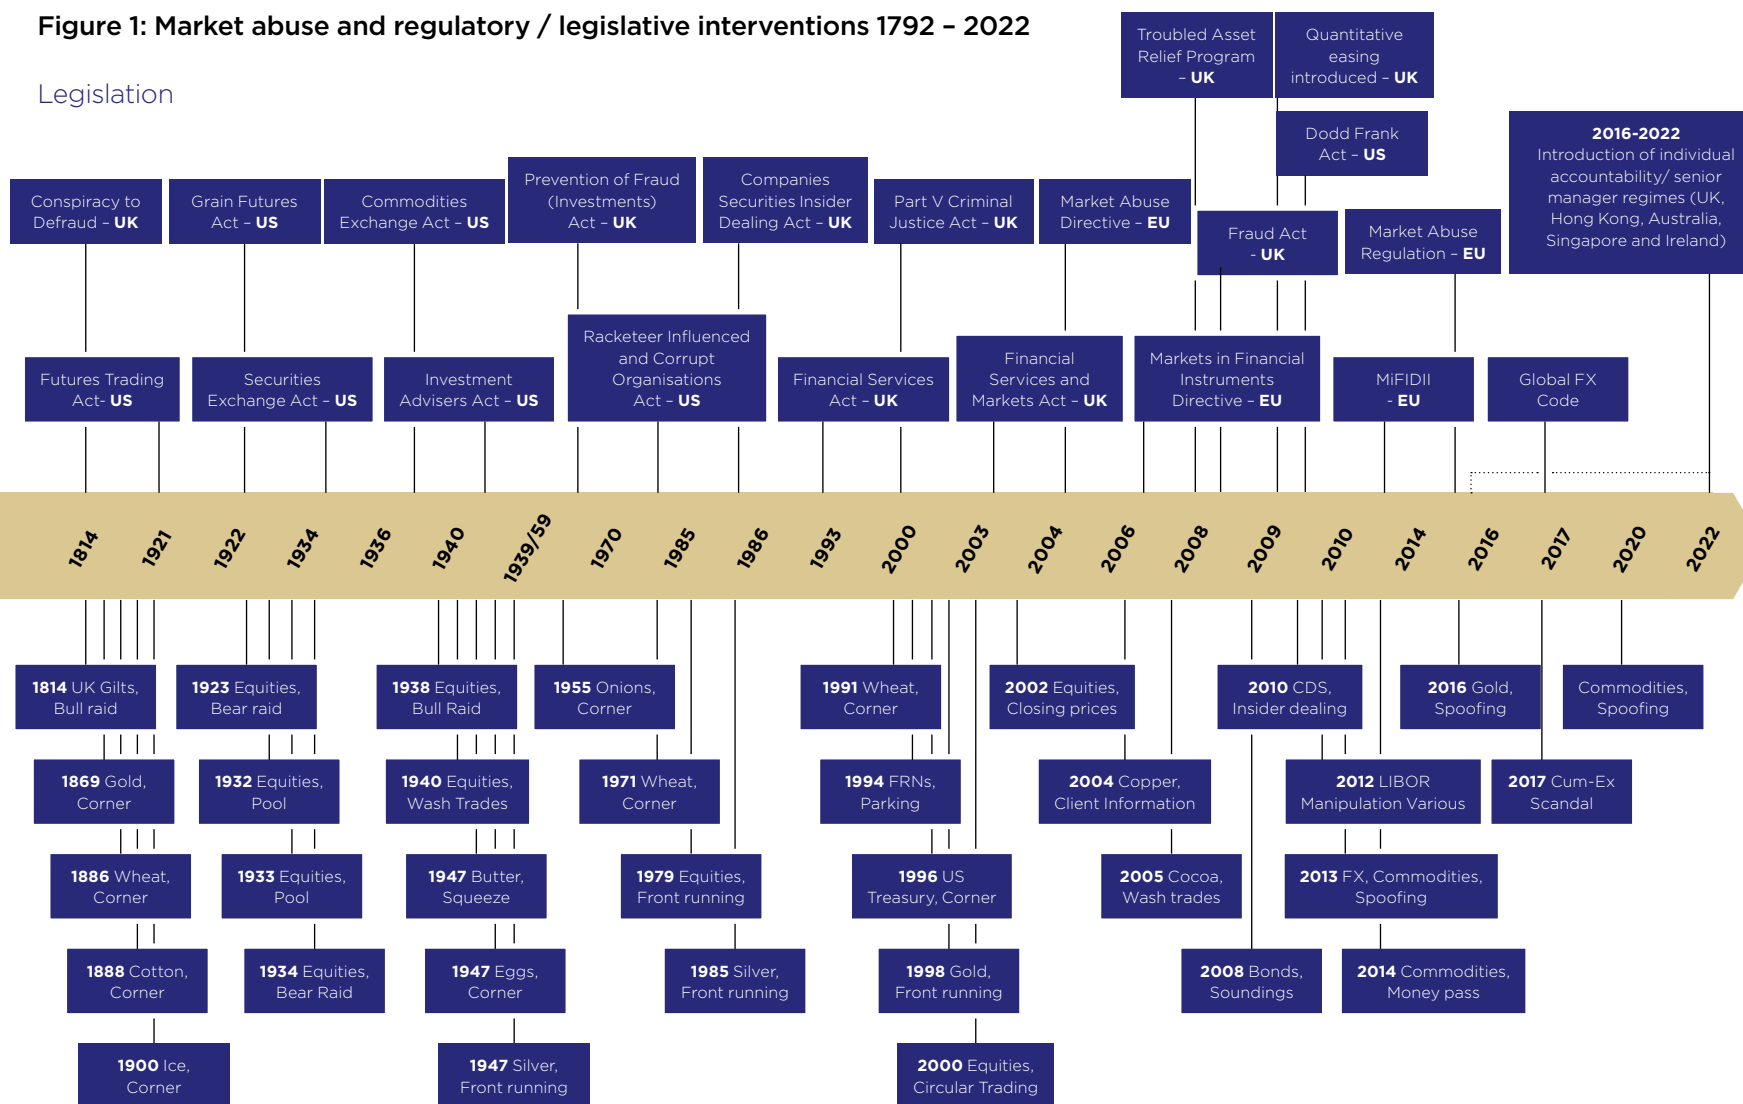 Figure 1: Market abuse and regulatory / legislative interventions 1792 – 2022
Legislation
Troubled Asset
Relief Program
– UK
Quantitative
easing
introduced – UK
Dodd Frank
Act – US
2016-2022
Introduction of individual
accountability/ senior
manager regimes (UK,
Hong Kong, Australia,
Singapore and Ireland)
Conspiracy to
Defraud – UK
Grain Futures
Act – US
Commodities
Exchange Act – US
Prevention of Fraud
(Investments)
Act – UK
Companies
Securities Insider
Dealing Act – UK
Part V Criminal
Justice Act – UK
Market Abuse
Directive – EU
Fraud Act
- UK
Market Abuse
Regulation – EU
Futures Trading
Act- US
Securities
Exchange Act – US
Investment
Advisers Act – US
Racketeer Influenced
and Corrupt
Organisations
Act – US
Financial Services
Act – UK
Financial
Services and
Markets Act – UK
Markets in Financial
Instruments
Directive – EU
MiFIDII
- EU
Global FX
Code
1814
1921
1922
1934
1936
1940
1939/59
1970
1985
1986
1993
2000
2003
2004
2006
2008
2009
2010
2014
2016
2017
2020
2022
1814 UK Gilts,
Bull raid
1923 Equities,
Bear raid
1938 Equities,
Bull Raid
1955 Onions,
Corner
1991 Wheat,
Corner
2002 Equities,
Closing prices
2010 CDS,
Insider dealing
2016 Gold,
Spoofing
Commodities,
Spoofing
1869 Gold,
Corner
1932 Equities,
Pool
1940 Equities,
Wash Trades
1971 Wheat,
Corner
1994 FRNs,
Parking
2004 Copper,
Client Information
2012 LIBOR
Manipulation Various
2017 Cum-Ex
Scandal
1886 Wheat,
Corner
1933 Equities,
Pool
1947 Butter,
Squeeze
1979 Equities,
Front running
1996 US
Treasury, Corner
2005 Cocoa,
Wash trades
2013 FX, Commodities,
Spoofing
1888 Cotton,
Corner
1934 Equities,
Bear Raid
1947 Eggs,
Corner
1985 Silver,
Front running
1998 Gold,
Front running
2008 Bonds,
Soundings
2014 Commodities,
Money pass
1900 Ice,
Corner
1947 Silver,
Front running
2000 Equities,
Circular Trading